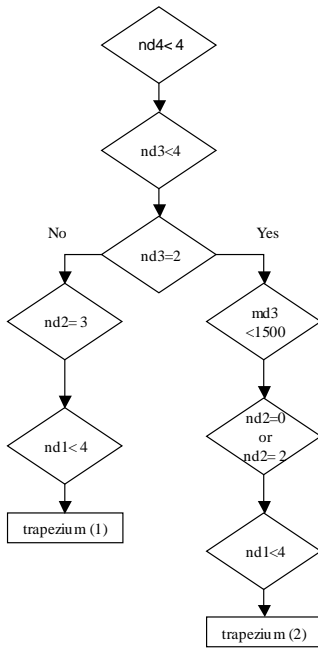 nd4< 4
nd3<4
No
Yes
nd3=2
nd2= 3
md3
<1500
nd1< 4
nd2=0
or
nd2= 2
trapezium (1)
nd1<4
trapezium (2)